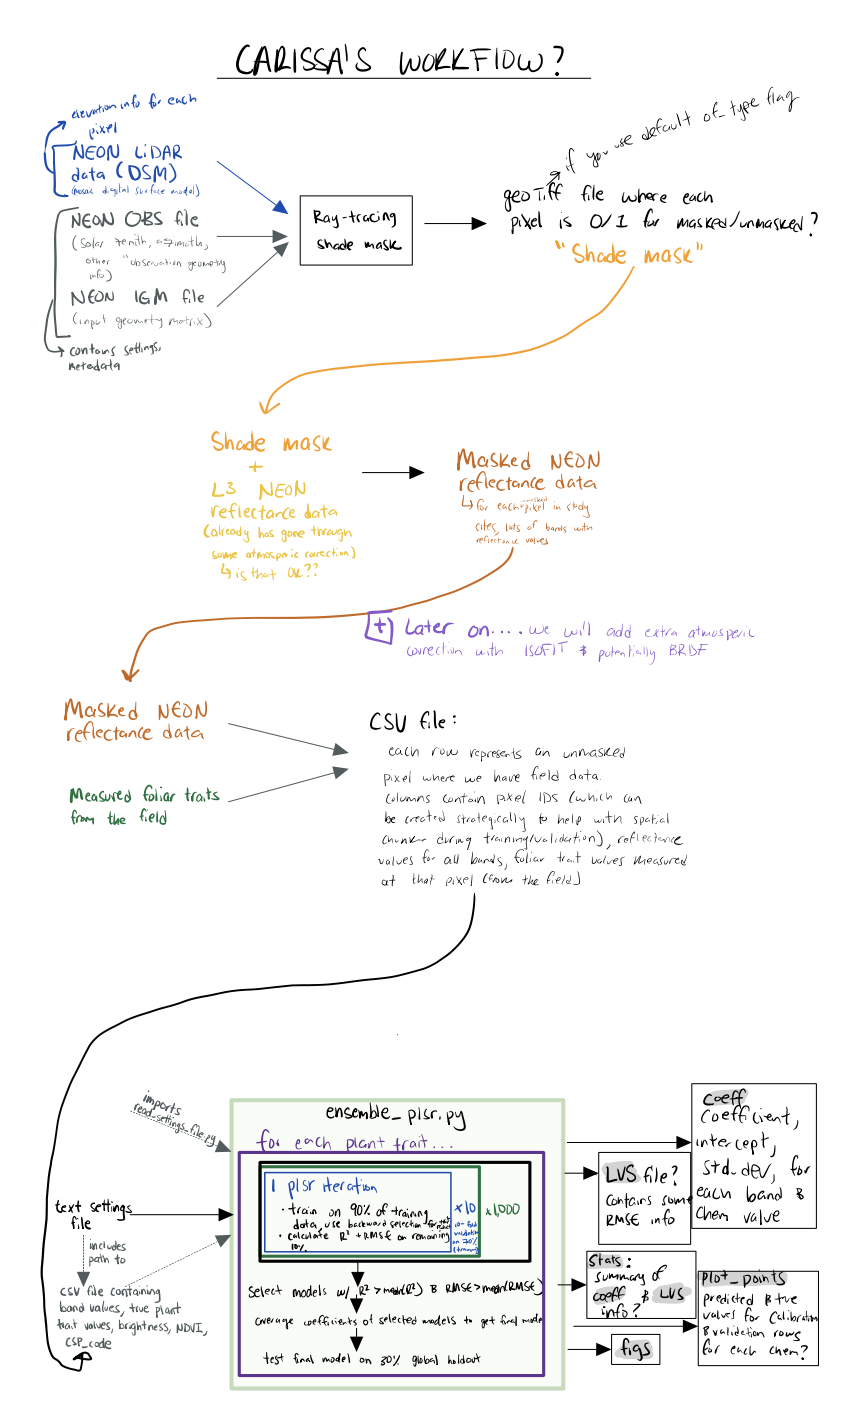 CARISSA'S WORKFLOW?
elevation info for each
pixel
NEON LiDAR
data (DSM)
(mosaic digital surface model)
NEON OBS file
(solar zenith, azimuth,
other "observation geometry
info)
NEON IGM file
(input geometry matrix)
contains settings,
metadata
Ray-tracing
shade mask
if you use default of_type flag
geoTiff file where each
pixel is 0/1 for masked/unmasked?
"Shade mask"
Shade mask
+
L3 NEON
reflectance data
(already has gone through
some atmospheric correction)
is that OK??
Masked NEON
reflectance data
for each unmasked pixel in study
sites, lots of bands with
reflectance values
+ Later on.... we will add extra atmosperic
correction with ISOFIT & potentially BRDF
Masked NEON
reflectance data
Measured foliar traits
from the field
CSV file:
each row represents an unmasked
pixel where we have field data.
Columns contain pixel IDS (which can
be created strategically to help with spatial
chunking during training/validation), reflectance
values for all bands, foliar trait values measured
at that pixel (from the field)
imports
read_settings_file.py
text settings
file
includes
path to
CSV file containing
band values, true plant
trait values, brightness, NDVI,
CSP_code
ensemble_plsr.py
for each plant trait...
1 plsr iteration
• train on 90% of training
data, use backward selection for
• calculate R² + RMSE on remaining
10%
x10
10-fold
validation
on 70%
(training)
x1,000
Select models w/ R² > med(R²) & RMSE > med(RMSE)
average coefficients of selected models to get final model
test final model on 30% global holdout
coeff
Coefficient,
intercept,
std_dev, for
each band &
chem value
LVS file?
Contains some
RMSE info
Stats:
summary of
coeff & LVS
info?
plot_points
predicted & true
values for calibration
& validation rows
for each chem?
figs